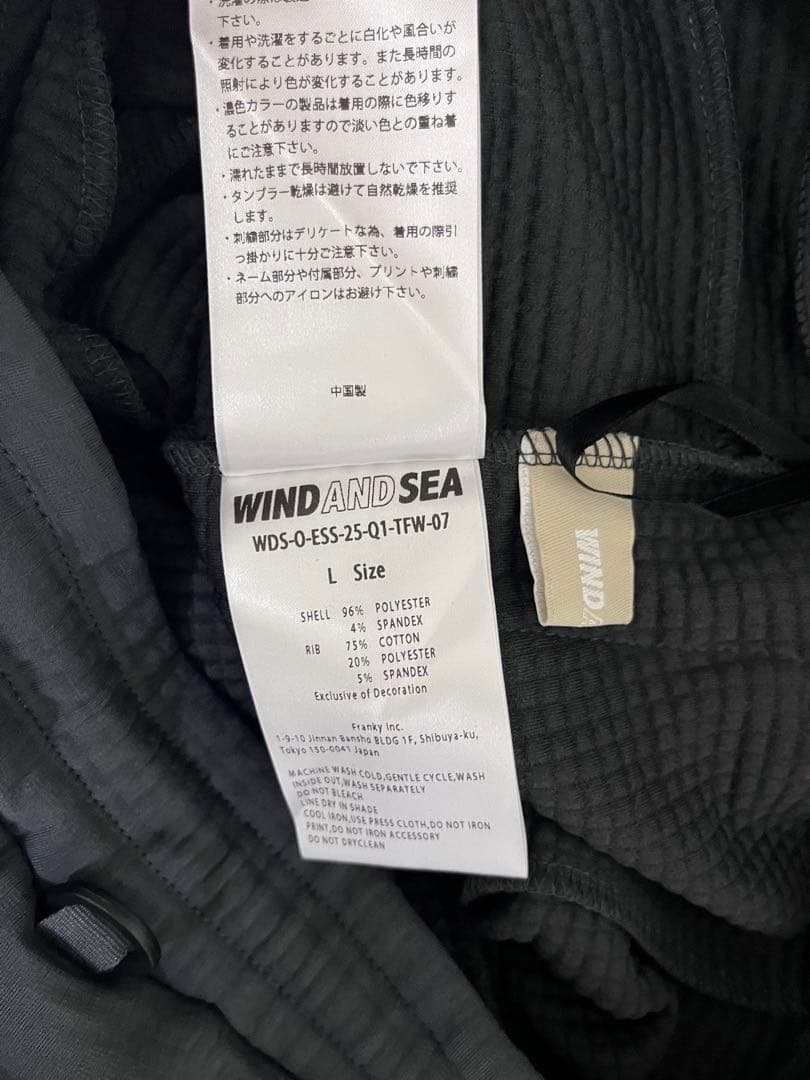 下さい。
・着用や洗濯をするごとに白化や風合いが
変化することがあります。また長時間の
照射により色が変化することがあります。
・濃色カラーの製品は着用の際に色移りす
ることがありますので淡い色との重ね着
にご注意下さい。
・濡れたままで長時間放置しないで下さい。
・タンブラー乾燥は避けて自然乾燥を推奨
します。
・刺繍部分はデリケートな為、着用の際引
っ掛かりに十分ご注意下さい。
・ネーム部分や付属部分、プリントや刺繍
部分へのアイロンはお避け下さい。
中国製
WIND AND SEA
WDS-O-ESS-25-Q1-TFW-07
L Size
SHELL 96% POLYESTER
4% SPANDEX
RIB 75% COTTON
20% POLYESTER
5% SPANDEX
Exclusive of Decoration
Franky Inc.
1-9-10 Jinnan Bansho BLDG 1F, Shibuya-ku,
Tokyo 150-0041 Japan
MACHINE WASH COLD,GENTLE CYCLE,WASH
INSIDE OUT,WASH SEPARATELY
DO NOT BLEACH
LINE DRY IN SHADE
COOL IRON,USE PRESS CLOTH,DO NOT IRON
PRINT,DO NOT IRON ACCESSORY
DO NOT DRYCLEAN
WIND